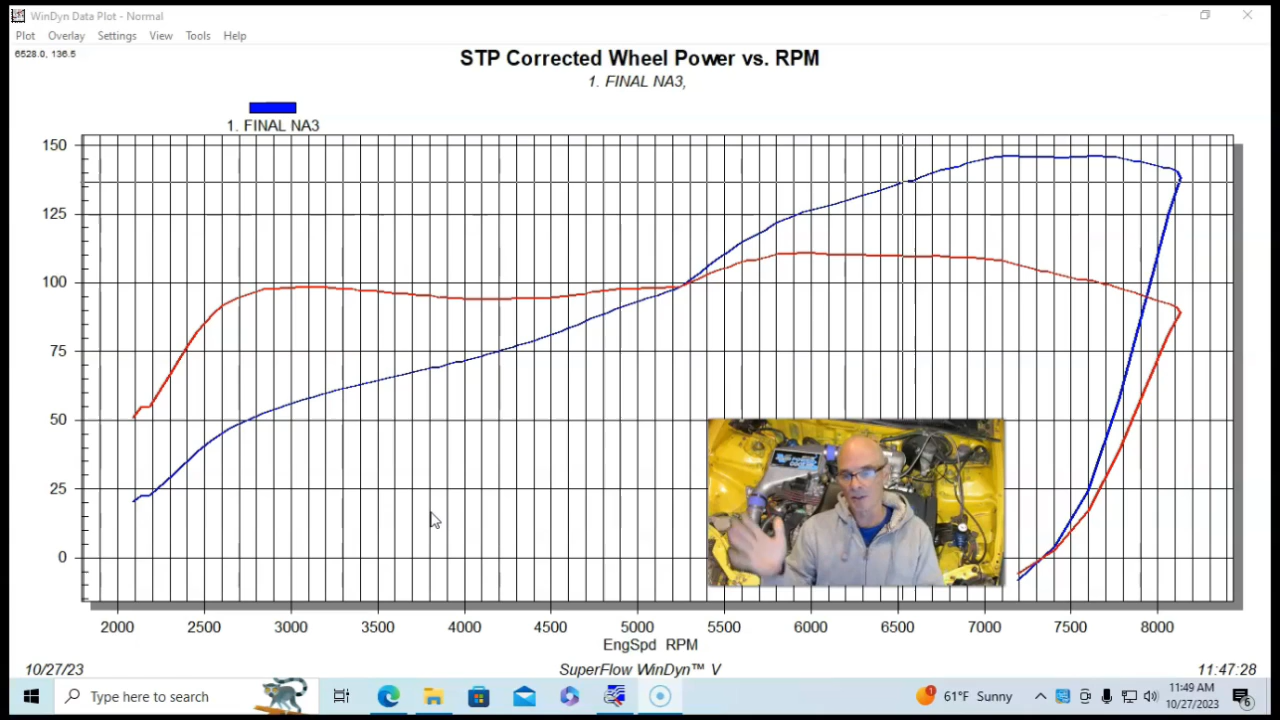 WinDyn Data Plot - Normal
Plot Overlay Settings View Tools Help
6528.0, 136.5
STP Corrected Wheel Power vs. RPM
1. FINAL NA3,
1. FINAL NA3
150
125
100
75
50
25
0
2000 2500 3000 3500 4000 4500 5000 5500 6000 6500 7000 7500 8000
EngSpd RPM
10/27/23 SuperFlow WinDyn™ V 11:47:28
Type here to search
1
61°F Sunny
11:49 AM
10/27/2023
6